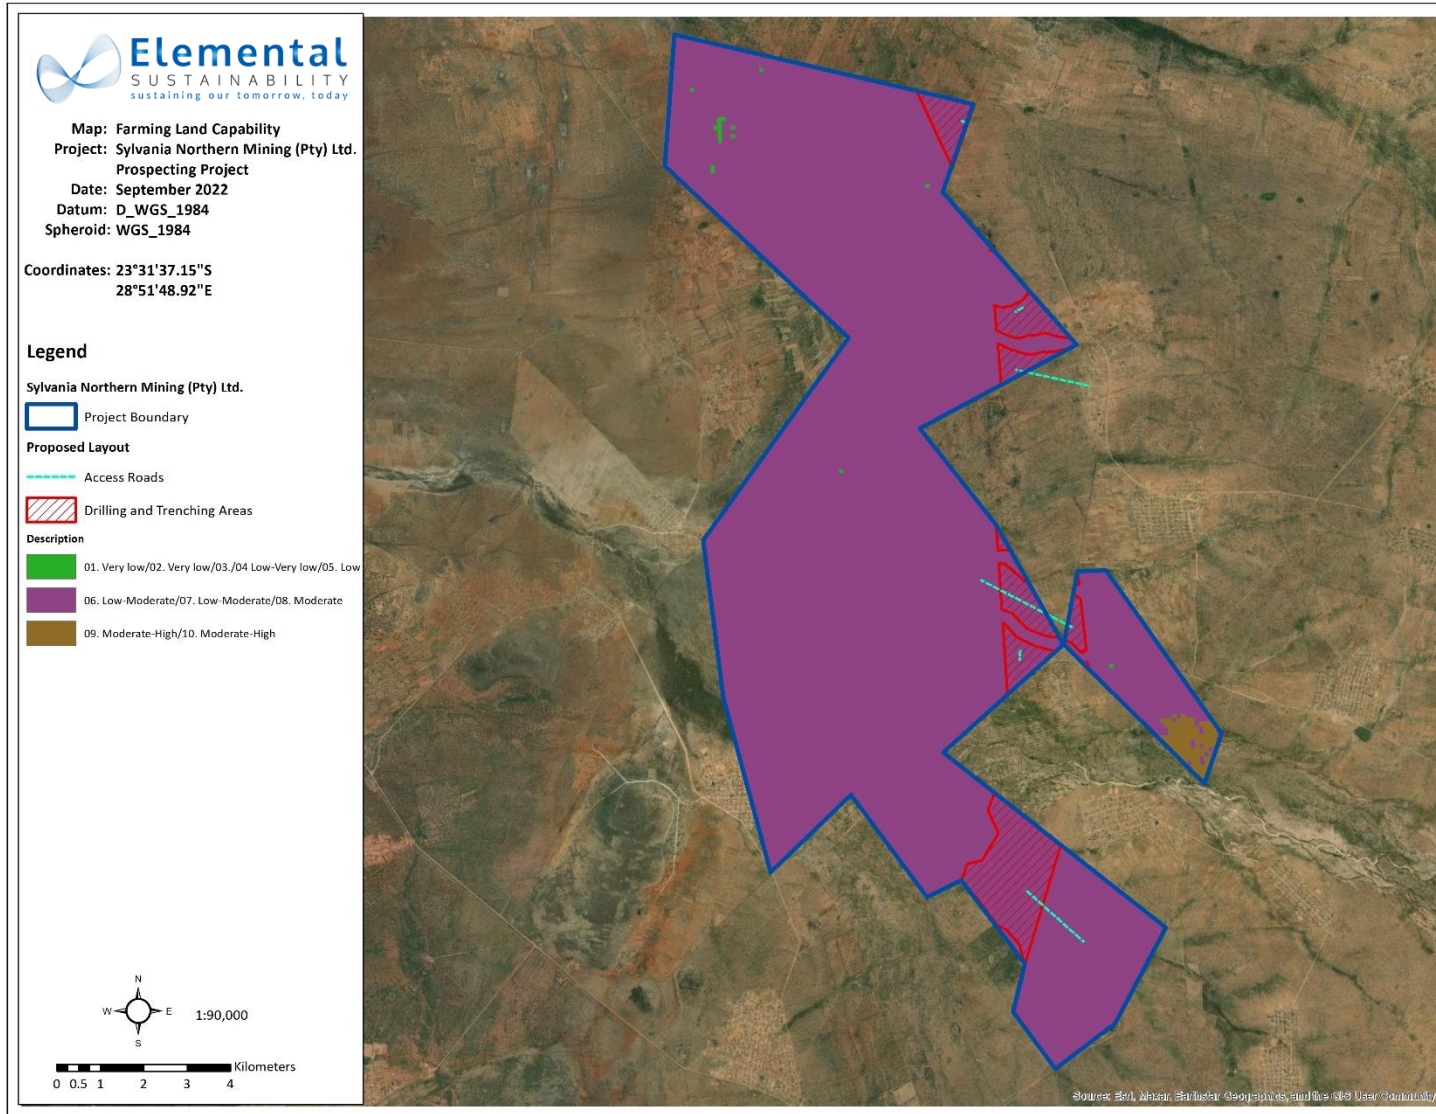 Elemental
SUSTAINABILITY
sustaining our tomorrow, today
Map: Farming Land Capability
Project: Sylvania Northern Mining (Pty) Ltd.
Prospecting Project
Date: September 2022
Datum: D_WGS_1984
Spheroid: WGS_1984
Coordinates: 23°31'37.15"S
28°51'48.92"E
Legend
Sylvania Northern Mining (Pty) Ltd.
Project Boundary
Proposed Layout
Access Roads
Drilling and Trenching Areas
Description
01. Very low/02. Very low/03./04 Low-Very low/05. Low
06. Low-Moderate/07. Low-Moderate/08. Moderate
09. Moderate-High/10. Moderate-High
N
W E
S
1:90,000
Kilometers
0 0.5 1 2 3 4
Source: Esri, Maxar, Earthstar Geographics, and the GIS User Community